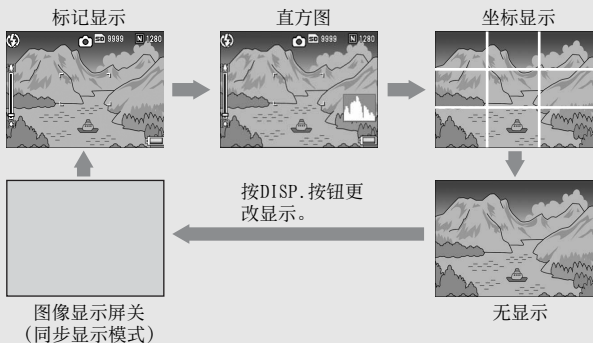 标记显示
直方图
坐标显示
SD 9999 N 1280
SD 9999 N 1280
按DISP.按钮更
改显示。
图像显示屏关
(同步显示模式)
无显示